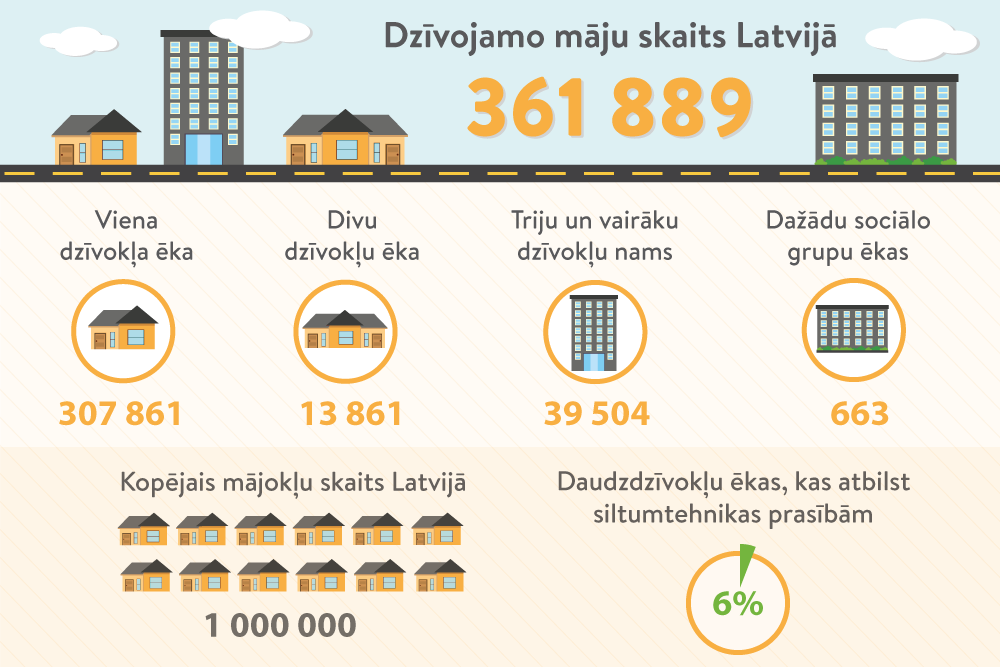 Dzīvojamo māju skaits Latvijā
361 889
Viena
dzīvokļa ēka
307 861
Divu
dzīvokļu ēka
13 861
Triju un vairāku
dzīvokļu nams
39 504
Dažādu sociālo
grupu ēkas
663
Kopējais mājokļu skaits Latvijā
1 000 000
Daudzdzīvokļu ēkas, kas atbilst
siltumtehnikas prasībām
6%